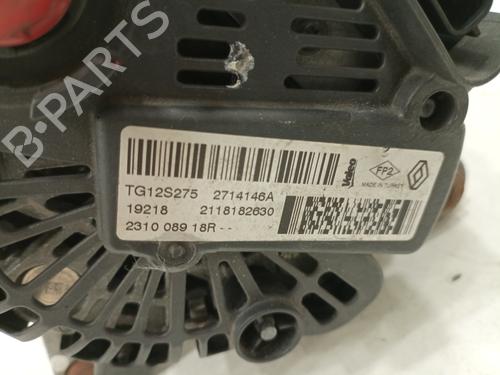 B-PARTS
TG12S275 2714146A
19218 2118182630
2310 089 18R--
Valeo
FP2
MADE IN TURKEY